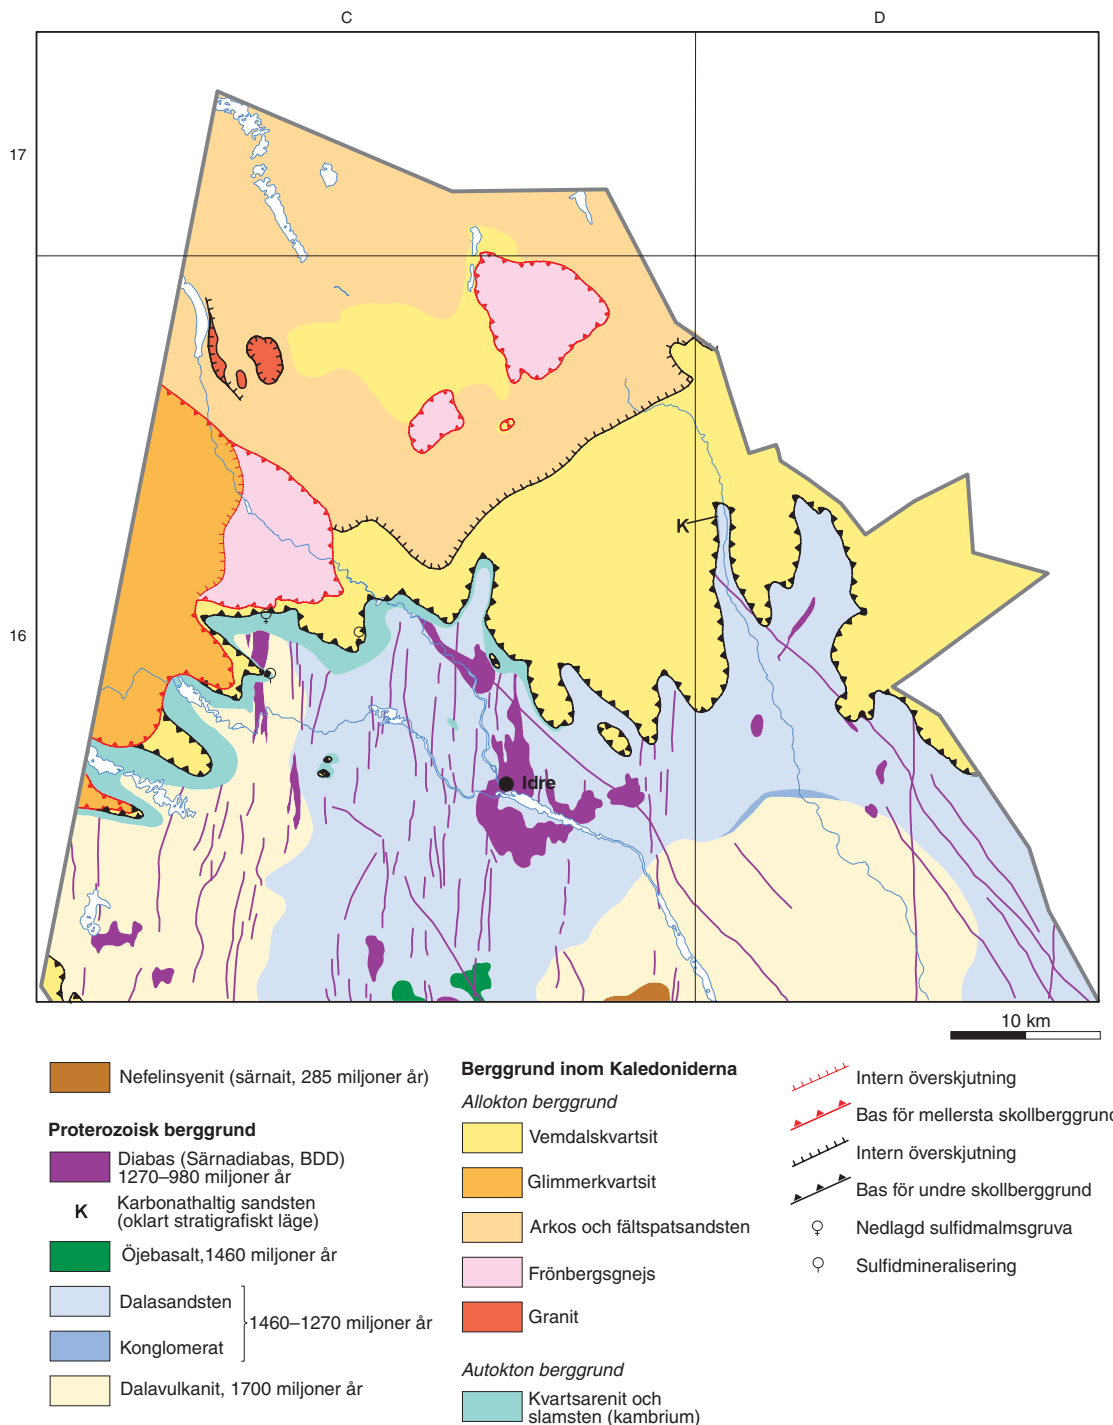 C
D
17
K
16
Idre
10 km
Nefelinsyenit (särnait, 285 miljoner år)
Proterozoisk berggrund
Diabas (Särnadiabas, BDD)
1270–980 miljoner år
K
Karbonathaltig sandsten
(oklart stratigrafiskt läge)
Öjebasalt,1460 miljoner år
Dalasandsten
1460–1270 miljoner år
Konglomerat
Dalavulkanit, 1700 miljoner år
Berggrund inom Kaledoniderna
Allokton berggrund
Vemdalskvartsit
Glimmerkvartsit
Arkos och fältspatsandsten
Frönbergsgnejs
Granit
Autokton berggrund
Kvartsarenit och
slamsten (kambrium)
Intern överskjutning
Bas för mellersta skollberggrund
Intern överskjutning
Bas för undre skollberggrund
Nedlagd sulfidmalmsgruva
Sulfidmineralisering